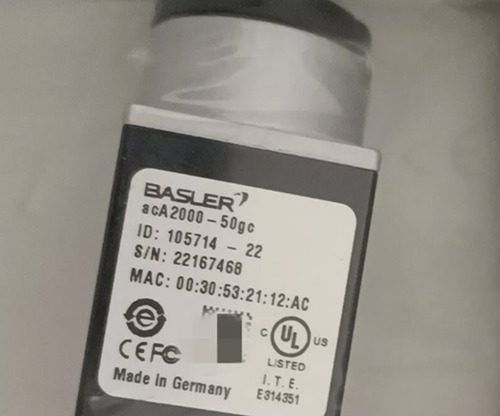 BASLER
acA2000-50gc
ID: 105714 - 22
S/N: 22167468
MAC: 00:30:53:21:12:AC
e
C UL US
LISTED
CE FC
I. T. E.
Made in Germany
E314351